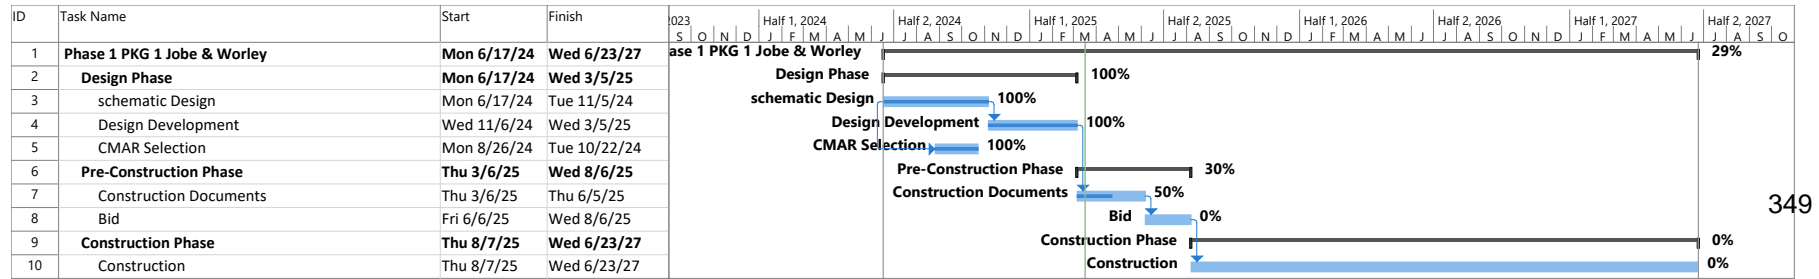 ID Task Name Start Finish 2023 Half 1, 2024 Half 2, 2024 Half 1, 2025 Half 2, 2025 Half 1, 2026 Half 2, 2026 Half 1, 2027 Half 2, 2027
S O N D J F M A M J J A S O N D J F M A M J J A S O N D J F M A M J J A S O N D J F M A M J J A S O
1 Phase 1 PKG 1 Jobe & Worley Mon 6/17/24 Wed 6/23/27 ase 1 PKG 1 Jobe & Worley 29%
2 Design Phase Mon 6/17/24 Wed 3/5/25 Design Phase 100%
3 schematic Design Mon 6/17/24 Tue 11/5/24 schematic Design 100%
4 Design Development Wed 11/6/24 Wed 3/5/25 Design Development 100%
5 CMAR Selection Mon 8/26/24 Tue 10/22/24 CMAR Selection 100%
6 Pre-Construction Phase Thu 3/6/25 Wed 8/6/25 Pre-Construction Phase 30%
7 Construction Documents Thu 3/6/25 Thu 6/5/25 Construction Documents 50%
8 Bid Fri 6/6/25 Wed 8/6/25 Bid 0%
349
9 Construction Phase Thu 8/7/25 Wed 6/23/27 Construction Phase 0%
10 Construction Thu 8/7/25 Wed 6/23/27 Construction 0%